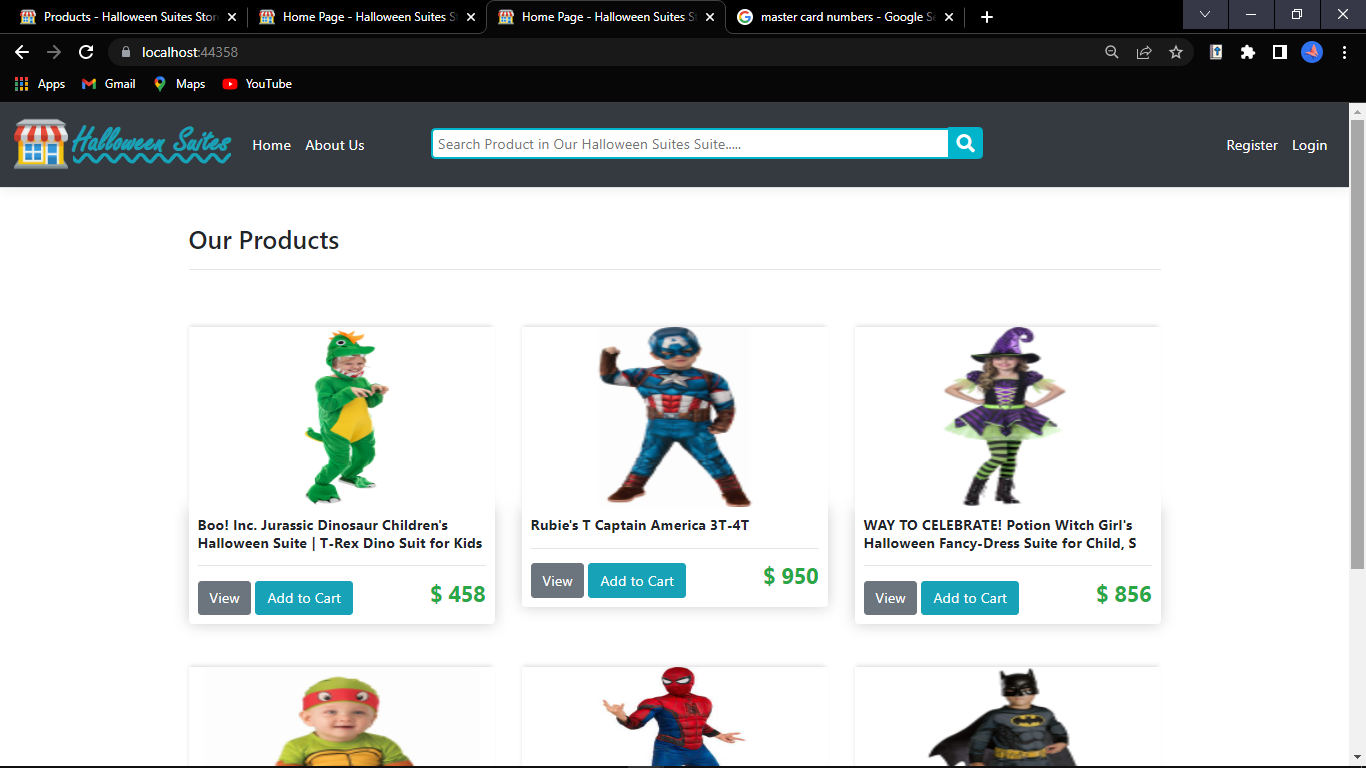 Products - Halloween Suites Stor
Home Page - Halloween Suites S
Home Page - Halloween Suites S
master card numbers - Google Se
localhost:44358
Apps
Gmail
Maps
YouTube
Halloween Suites
Home
About Us
Search Product in Our Halloween Suites Suite.....
Register
Login
Our Products
Boo! Inc. Jurassic Dinosaur Children's
Halloween Suite | T-Rex Dino Suit for Kids
View
Add to Cart
$ 458
Rubie's T Captain America 3T-4T
View
Add to Cart
$ 950
WAY TO CELEBRATE! Potion Witch Girl's
Halloween Fancy-Dress Suite for Child, S
View
Add to Cart
$ 856